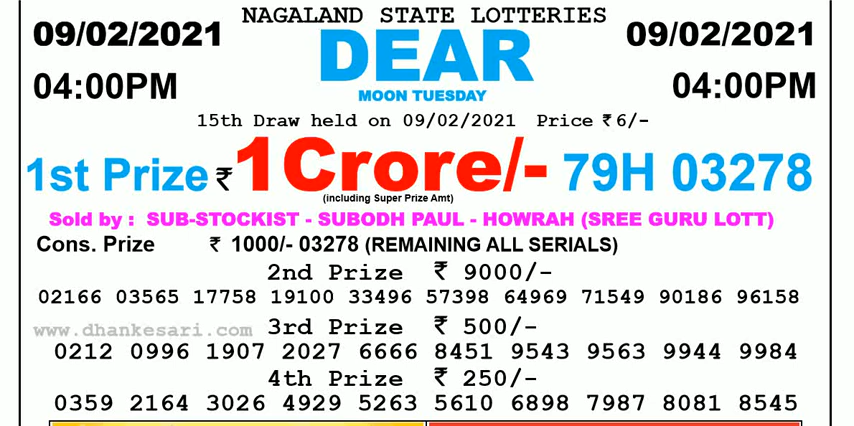 NAGALAND STATE LOTTERIES
09/02/2021 DEAR 09/02/2021
04:00PM MOON TUESDAY 04:00PM
15th Draw held on 09/02/2021 Price ₹ 6/-
1st Prize ₹ 1Crore/- 79H 03278
(including Super Prize Amt)
Sold by : SUB-STOCKIST - SUBODH PAUL - HOWRAH (SREE GURU LOTT)
Cons. Prize ₹ 1000/- 03278 (REMAINING ALL SERIALS)
2nd Prize ₹ 9000/-
02166 03565 17758 19100 33496 57398 64969 71549 90186 96158
www.dhankesari.com 3rd Prize ₹ 500/-
0212 0996 1907 2027 6666 8451 9543 9563 9944 9984
4th Prize ₹ 250/-
0359 2164 3026 4929 5263 5610 6898 7987 8081 8545